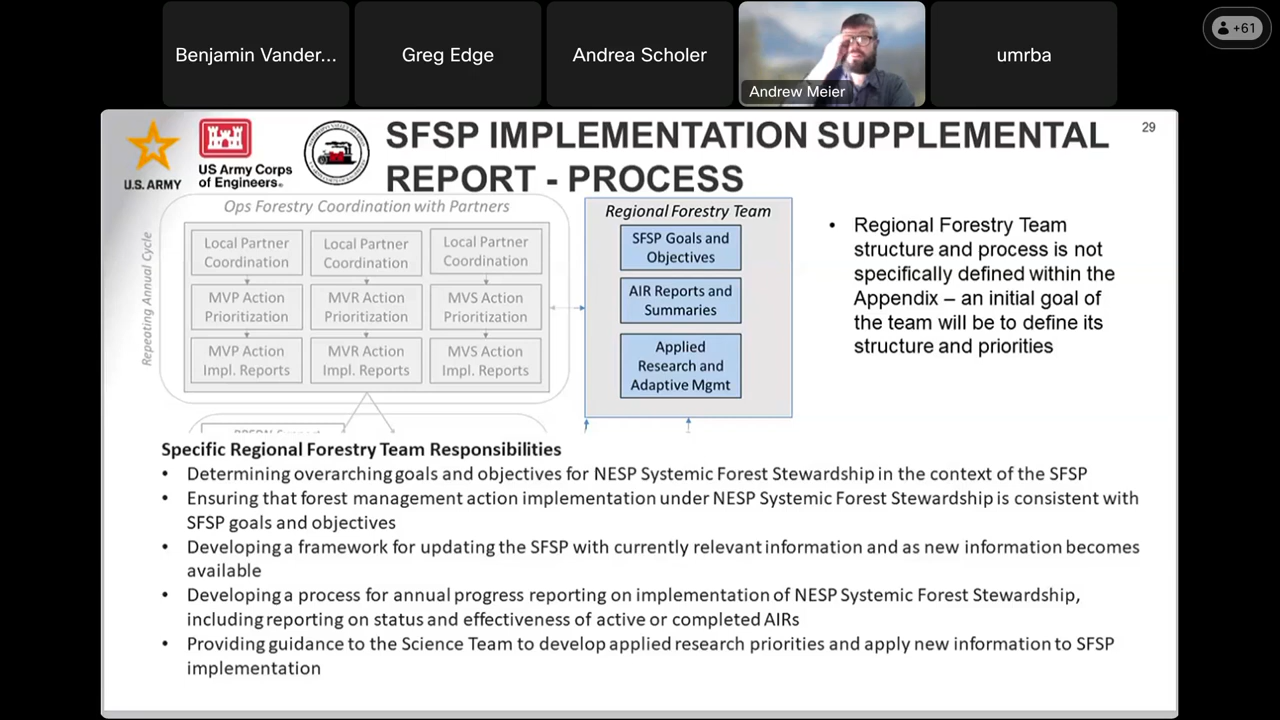 Benjamin Vander...
Greg Edge
Andrea Scholer
Andrew Meier
umrba
+61
29
U.S. ARMY
US Army Corps
of Engineers®
SFSP IMPLEMENTATION SUPPLEMENTAL
REPORT - PROCESS
Ops Forestry Coordination with Partners
Repeating Annual Cycle
Local Partner
Coordination
Local Partner
Coordination
Local Partner
Coordination
MVP Action
Prioritization
MVR Action
Prioritization
MVS Action
Prioritization
MVP Action
Impl. Reports
MVR Action
Impl. Reports
MVS Action
Impl. Reports
Regional Forestry Team
SFSP Goals and
Objectives
AIR Reports and
Summaries
Applied
Research and
Adaptive Mgmt
• Regional Forestry Team
structure and process is not
specifically defined within the
Appendix – an initial goal of
the team will be to define its
structure and priorities
Specific Regional Forestry Team Responsibilities
• Determining overarching goals and objectives for NESP Systemic Forest Stewardship in the context of the SFSP
• Ensuring that forest management action implementation under NESP Systemic Forest Stewardship is consistent with
SFSP goals and objectives
• Developing a framework for updating the SFSP with currently relevant information and as new information becomes
available
• Developing a process for annual progress reporting on implementation of NESP Systemic Forest Stewardship,
including reporting on status and effectiveness of active or completed AIRs
• Providing guidance to the Science Team to develop applied research priorities and apply new information to SFSP
implementation